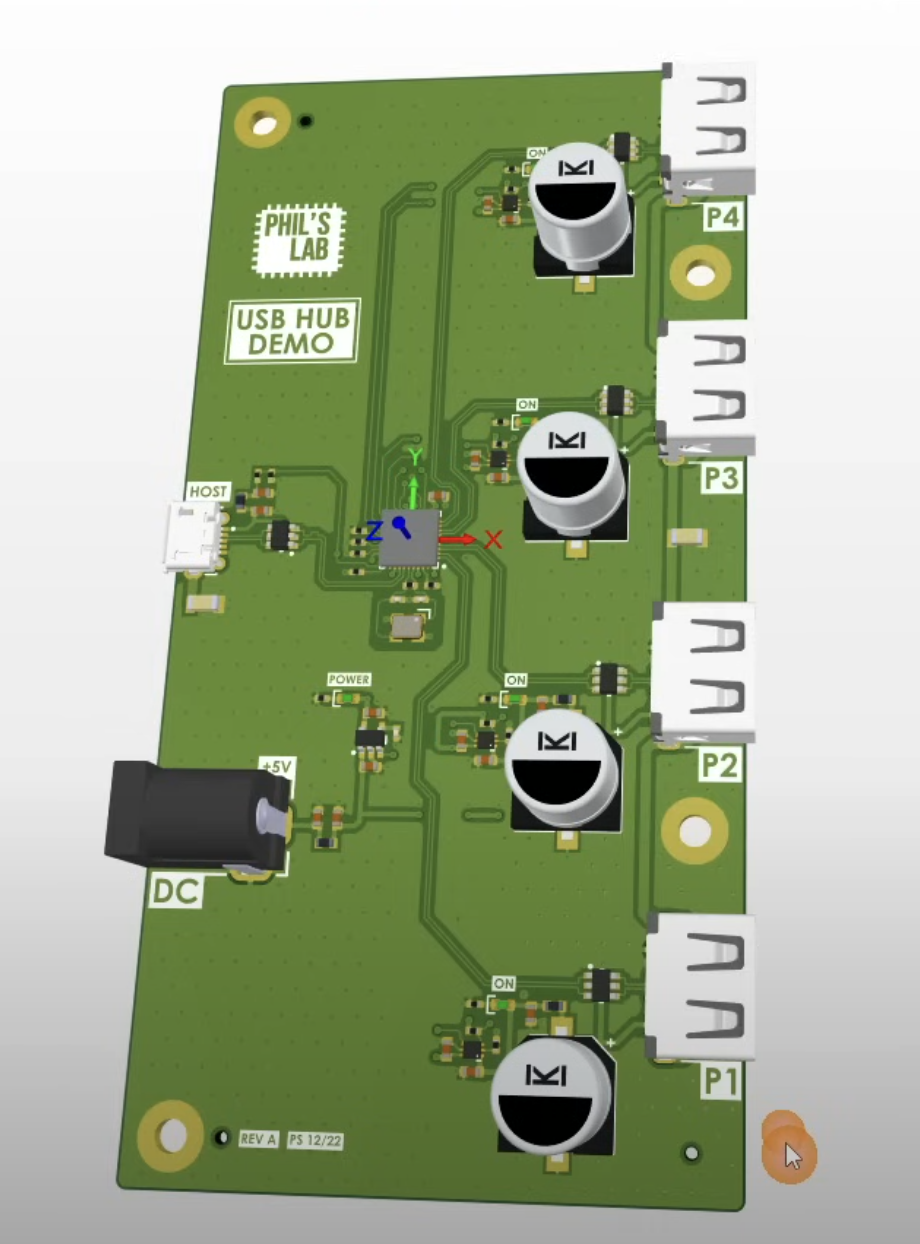 ON
K
P4
PHIL'S
LAB
USB HUB
DEMO
ON
K
P3
HOST
Y
Z
X
POWER
ON
K
P2
+5V
DC
ON
K
P1
REV A
PS 12/22